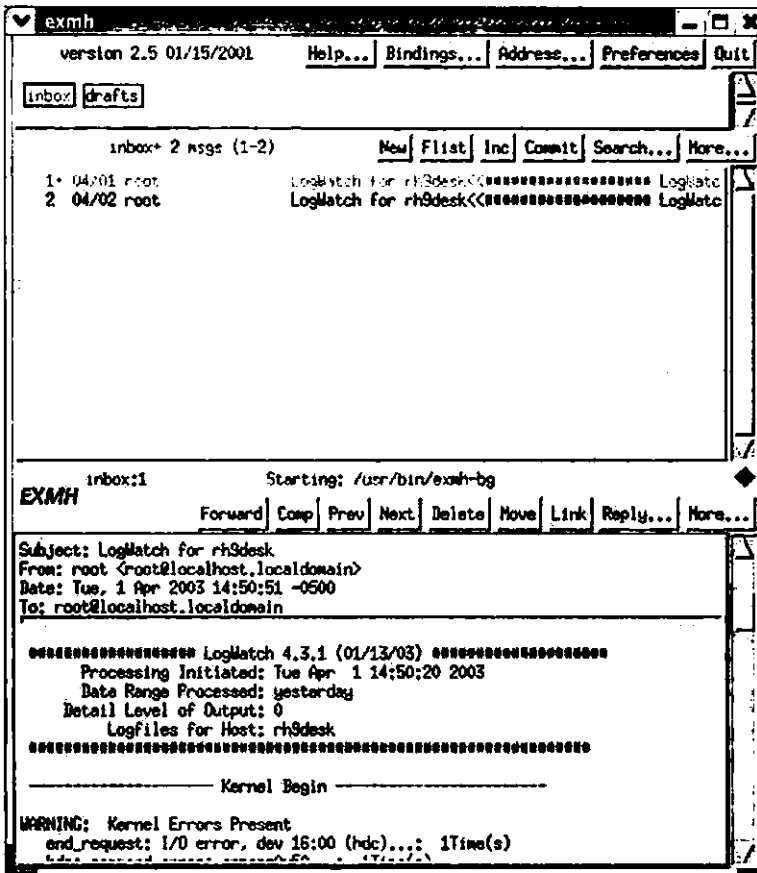 exmh
version 2.5 01/15/2001 Help... Bindings... Address... Preferences Quit
inbox drafts
inbox+ 2 msgs (1-2) New Flist Inc Commit Search... More...
1+ 04/01 root LogWatch for rh9desk<<################### LogWatc
2 04/02 root LogWatch for rh9desk<<################### LogWatc
inbox:1 Starting: /usr/bin/exmh-bg
EXMH
Forward Comp Prev Next Delete Move Link Reply... More...
Subject: LogWatch for rh9desk
From: root <root@localhost.localdomain>
Date: Tue, 1 Apr 2003 14:50:51 -0500
To: root@localhost.localdomain
################### LogWatch 4.3.1 (01/13/03) ####################
Processing Initiated: Tue Apr 1 14:50:20 2003
Date Range Processed: yesterday
Detail Level of Output: 0
Logfiles for Host: rh9desk
################################################################
--------------------- Kernel Begin ------------------------
WARNING: Kernel Errors Present
end_request: I/O error, dev 16:00 (hdc)...: 1Time(s)